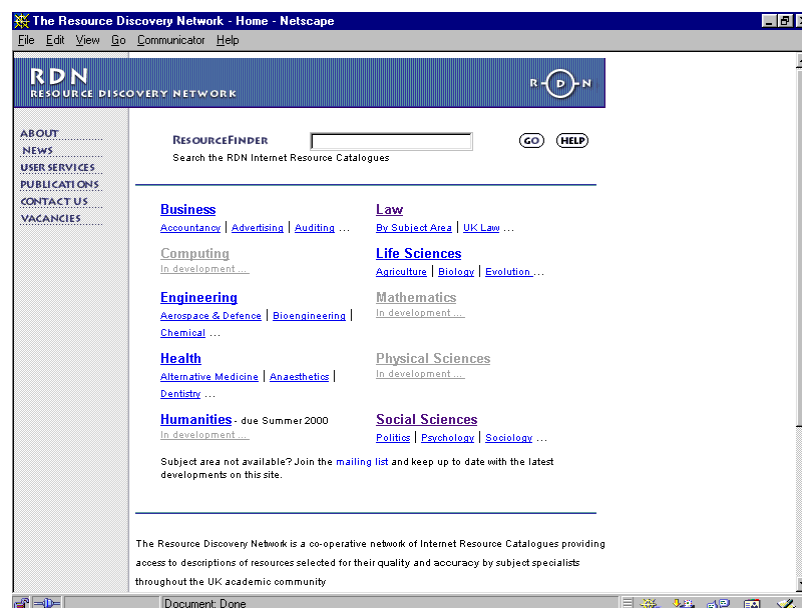 The Resource Discovery Network - Home - Netscape
File Edit View Go Communicator Help
RDN
RESOURCE DISCOVERY NETWORK
R D N
ABOUT
NEWS
USER SERVICES
PUBLICATIONS
CONTACT US
VACANCIES
RESOURCEFINDER
GO HELP
Search the RDN Internet Resource Catalogues
Business
Accountancy | Advertising | Auditing ...
Law
By Subject Area | UK Law ...
Computing
In development ...
Life Sciences
Agriculture | Biology | Evolution ...
Engineering
Aerospace & Defence | Bioengineering |
Chemical ...
Mathematics
In development ...
Health
Alternative Medicine | Anaesthetics |
Dentistry ...
Physical Sciences
In development ...
Humanities - due Summer 2000
In development ...
Social Sciences
Politics | Psychology | Sociology ...
Subject area not available? Join the mailing list and keep up to date with the latest
developments on this site.
The Resource Discovery Network is a co-operative network of Internet Resource Catalogues providing
access to descriptions of resources selected for their quality and accuracy by subject specialists
throughout the UK academic community
Document: Done